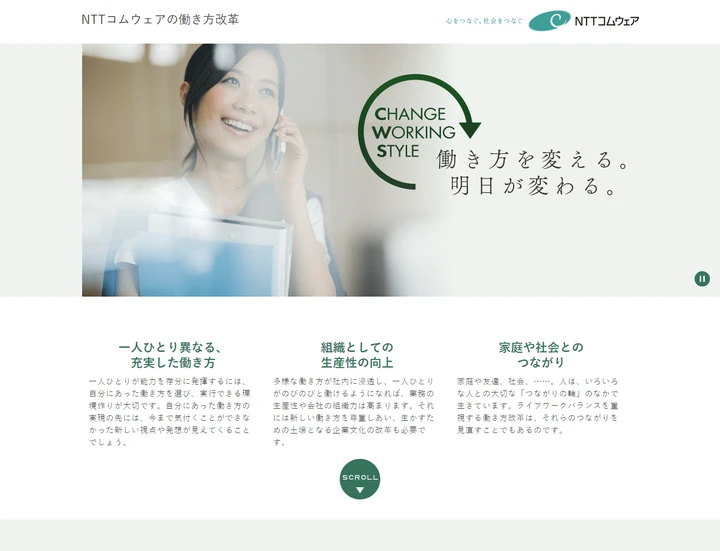 NTTコムウェアの働き方改革
心をつなぐ、社会をつなぐ
NTTコムウェア
CHANGE
WORKING
STYLE
働き方を変える。
明日が変わる。
一人ひとり異なる、
充実した働き方
一人ひとりが能力を存分に発揮するには、
自分にあった働き方を選び、実行できる環
境作りが大切です。自分にあった働き方の
実現の先には、今まで気付くことができな
かった新しい視点や発想が見えてくること
でしょう。
組織としての
生産性の向上
多様な働き方が社内に浸透し、一人ひとり
がのびのびと働けるようになれば、業務の
生産性や会社の組織力は高まります。それ
には新しい働き方を尊重しあい、生かすた
めの土壌となる企業文化の改革も必要で
す。
家庭や社会との
つながり
家庭や友達、社会、……。人は、いろいろ
な人との大切な「つながりの輪」のなかで
生きています。ライフワークバランスを重
視する働き方改革は、それらのつながりを
見直すことでもあるのです。
SCROLL